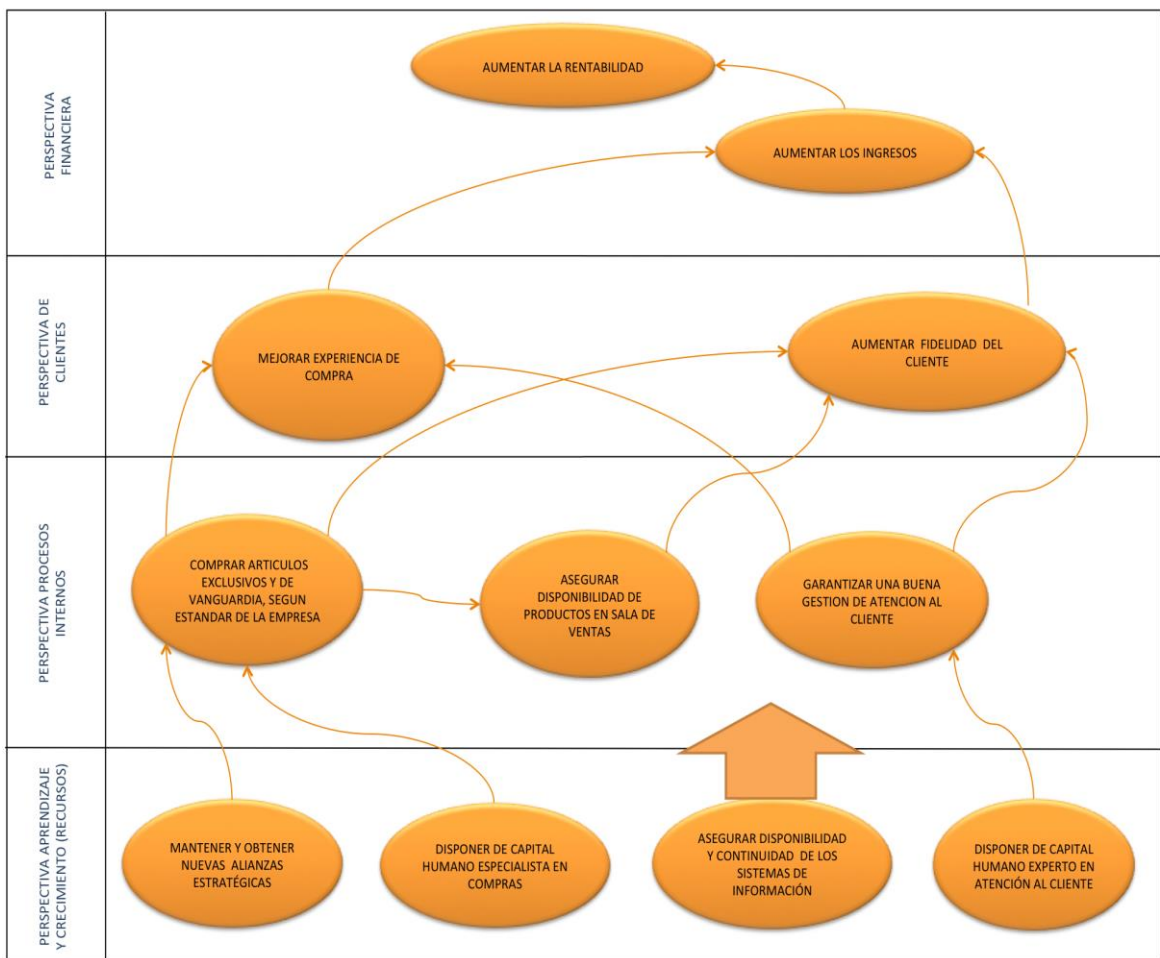 PERSPECTIVA
FINANCIERA
AUMENTAR LA RENTABILIDAD
AUMENTAR LOS INGRESOS
PERSPECTIVA DE
CLIENTES
MEJORAR EXPERIENCIA DE
COMPRA
AUMENTAR FIDELIDAD DEL
CLIENTE
PERSPECTIVA PROCESOS
INTERNOS
COMPRAR ARTICULOS
EXCLUSIVOS Y DE
VANGUARDIA, SEGUN
ESTANDAR DE LA EMPRESA
ASEGURAR
DISPONIBILIDAD DE
PRODUCTOS EN SALA DE
VENTAS
GARANTIZAR UNA BUENA
GESTION DE ATENCION AL
CLIENTE
PERSPECTIVA APRENDIZAJE
Y CRECIMIENTO (RECURSOS)
MANTENER Y OBTENER
NUEVAS ALIANZAS
ESTRATÉGICAS
DISPONER DE CAPITAL
HUMANO ESPECIALISTA EN
COMPRAS
ASEGURAR DISPONIBILIDAD
Y CONTINUIDAD DE LOS
SISTEMAS DE
INFORMACIÓN
DISPONER DE CAPITAL
HUMANO EXPERTO EN
ATENCIÓN AL CLIENTE